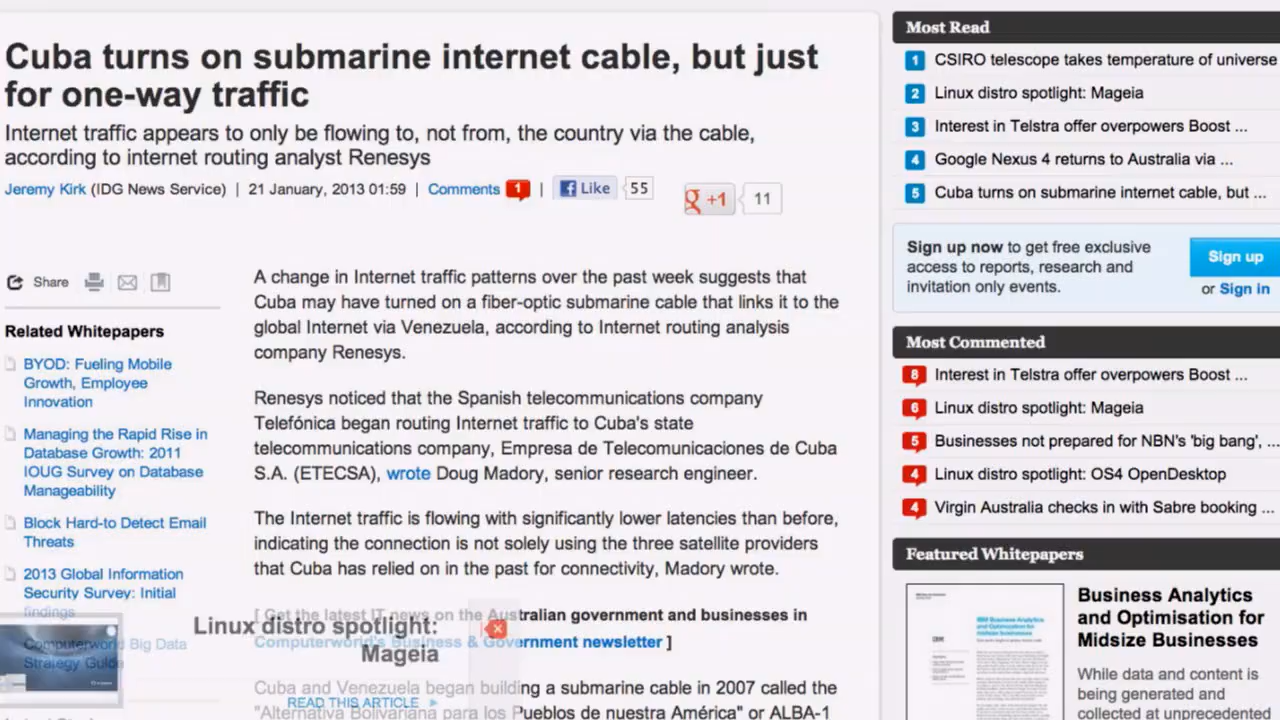 Cuba turns on submarine internet cable, but just
for one-way traffic
Internet traffic appears to only be flowing to, not from, the country via the cable,
according to internet routing analyst Renesys
Jeremy Kirk (IDG News Service) | 21 January, 2013 01:59 | Comments 1 | Like 55
g +1 11
Share
Related Whitepapers
BYOD: Fueling Mobile
Growth, Employee
Innovation
Managing the Rapid Rise in
Database Growth: 2011
IOUG Survey on Database
Manageability
Block Hard-to Detect Email
Threats
2013 Global Information
Security Survey: Initial
findings
Computerworld Big Data
Strategy Guide
A change in Internet traffic patterns over the past week suggests that
Cuba may have turned on a fiber-optic submarine cable that links it to the
global Internet via Venezuela, according to Internet routing analysis
company Renesys.
Renesys noticed that the Spanish telecommunications company
Telefónica began routing Internet traffic to Cuba's state
telecommunications company, Empresa de Telecomunicaciones de Cuba
S.A. (ETECSA), wrote Doug Madory, senior research engineer.
The Internet traffic is flowing with significantly lower latencies than before,
indicating the connection is not solely using the three satellite providers
that Cuba has relied on in the past for connectivity, Madory wrote.
[ Get the latest IT news on the Australian government and businesses in
Computerworld's Business & Government newsletter ]
Cuba and Venezuela began building a submarine cable in 2007 called the
"Alternativa Bolivariana para los Pueblos de nuestra América" or ALBA-1
Linux distro spotlight:
Mageia
READ THIS ARTICLE
Most Read
1 CSIRO telescope takes temperature of universe
2 Linux distro spotlight: Mageia
3 Interest in Telstra offer overpowers Boost ...
4 Google Nexus 4 returns to Australia via ...
5 Cuba turns on submarine internet cable, but ...
Sign up now to get free exclusive
access to reports, research and
invitation only events.
Sign up
or Sign in
Most Commented
8 Interest in Telstra offer overpowers Boost ...
6 Linux distro spotlight: Mageia
5 Businesses not prepared for NBN's 'big bang', ...
4 Linux distro spotlight: OS4 OpenDesktop
4 Virgin Australia checks in with Sabre booking ...
Featured Whitepapers
IBM
Business Analytics
and Optimization for
Midsize Businesses
Business Analytics
and Optimisation for
Midsize Businesses
While data and content is
being generated and
collected at unprecedented